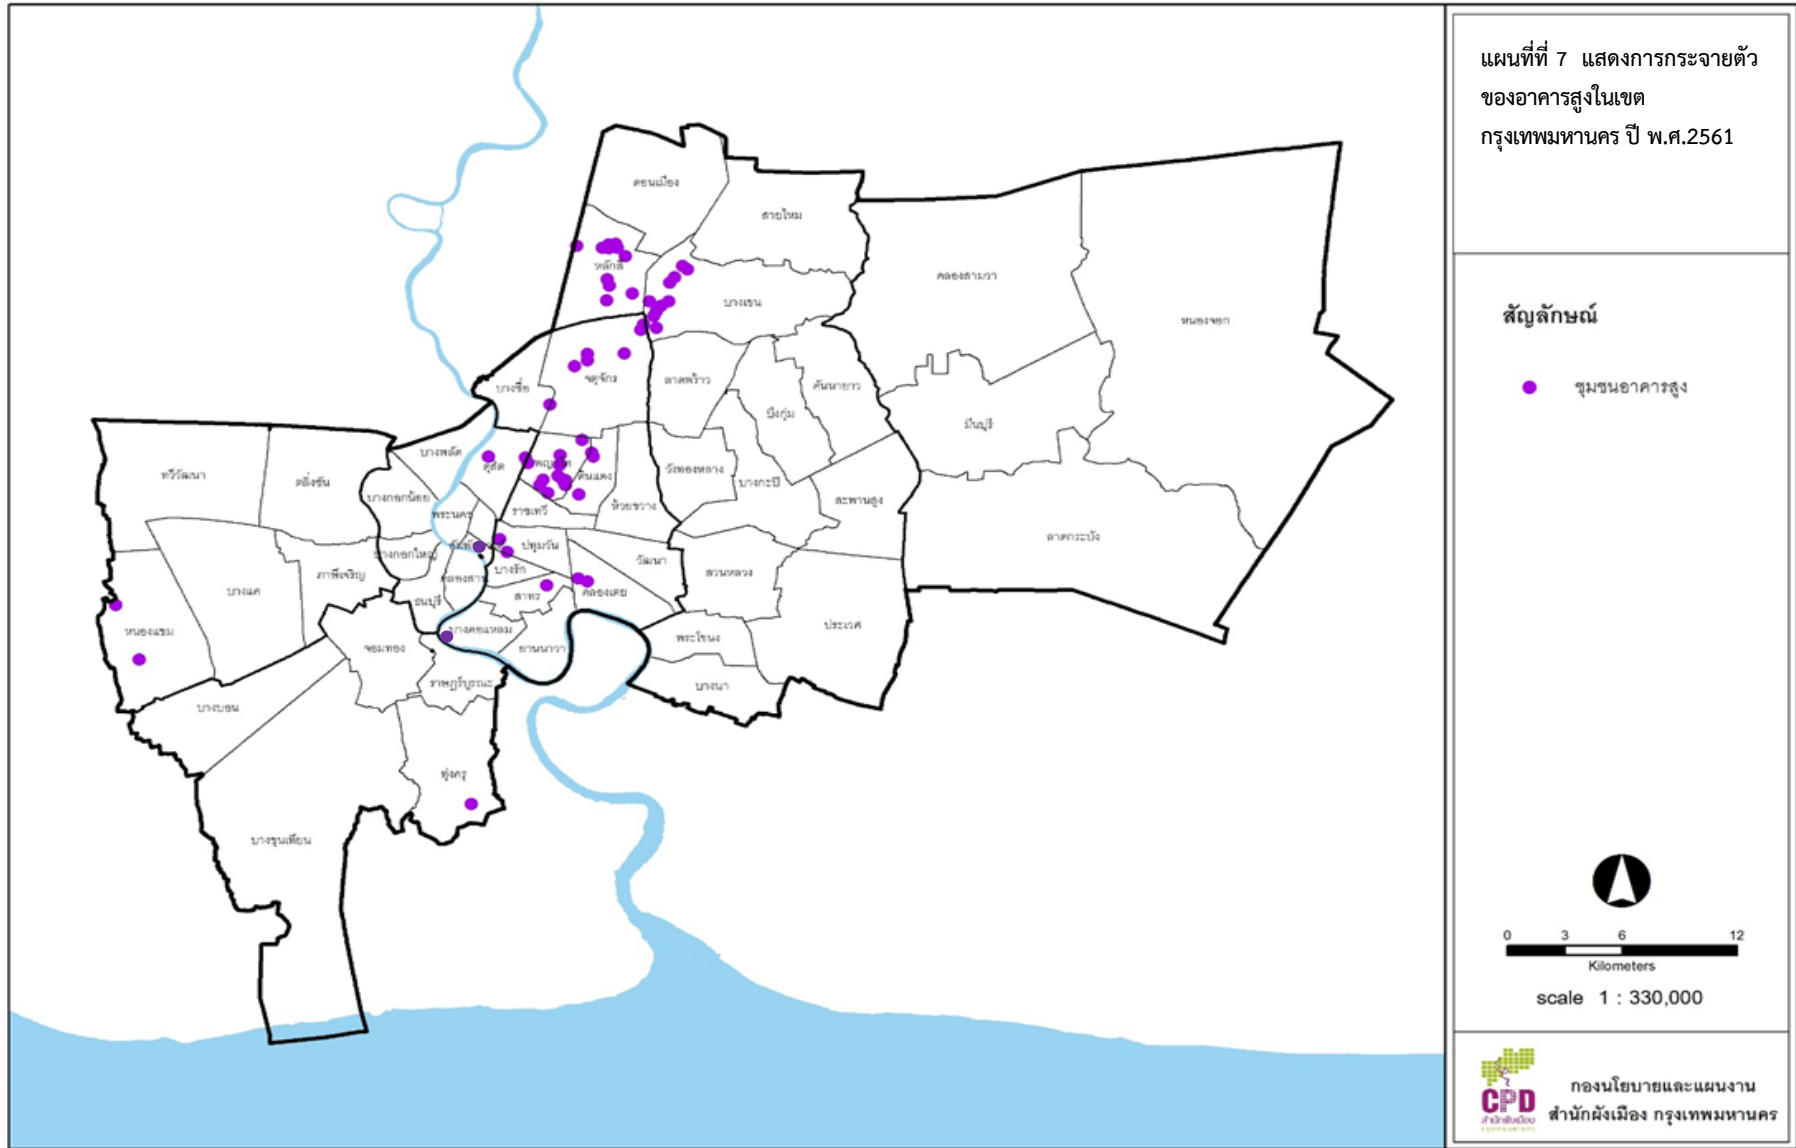 แผนที่ที่ 7 แสดงการกระจายตัว
ของอาคารสูงในเขต
กรุงเทพมหานคร ปี พ.ศ.2561
ดอนเมือง
สายไหม
หลักสี่
บางเขน
คลองสามวา
หนองจอก
บางซื่อ
จตุจักร
ลาดพร้าว
คันนายาว
บึงกุ่ม
มีนบุรี
ทวีวัฒนา
ตลิ่งชัน
บางพลัด
ดุสิต
ดินแดง
วังทองหลาง
บางกะปิ
สะพานสูง
บางกอกน้อย
พระนคร
ราชเทวี
ห้วยขวาง
ลาดกระบัง
บางกอกใหญ่
ปทุมวัน
วัฒนา
สวนหลวง
ภาษีเจริญ
บางแค
คลองสาน
บางรัก
สาทร
คลองเตย
ธนบุรี
หนองแขม
จอมทอง
บางคอแหลม
ยานนาวา
พระโขนง
ประเวศ
ราษฎร์บูรณะ
บางนา
บางบอน
ทุ่งครุ
บางขุนเทียน
สัญลักษณ์
ชุมชนอาคารสูง
0 3 6 12
Kilometers
scale 1 : 330,000
CPD
สำนักผังเมือง
กองนโยบายและแผนงาน
สำนักผังเมือง กรุงเทพมหานคร